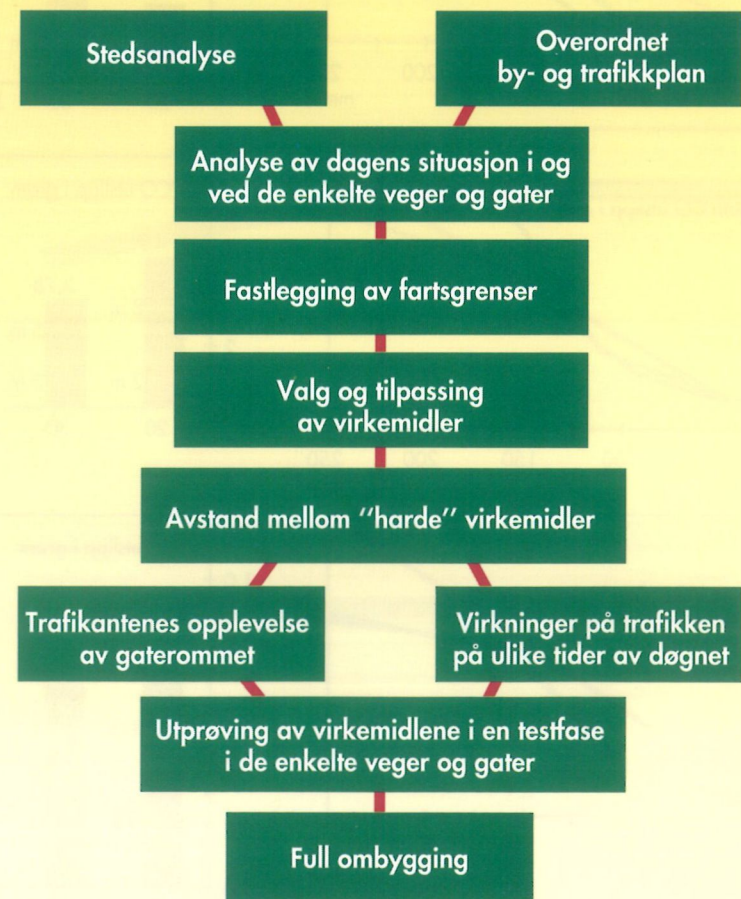 Stedsanalyse
Overordnet
by- og trafikkplan
Analyse av dagens situasjon i og
ved de enkelte veger og gater
Fastlegging av fartsgrenser
Valg og tilpassing
av virkemidler
Avstand mellom "harde" virkemidler
Trafikantenes opplevelse
av gaterommet
Virkninger på trafikken
på ulike tider av døgnet
Utprøving av virkemidlene i en testfase
i de enkelte veger og gater
Full ombygging